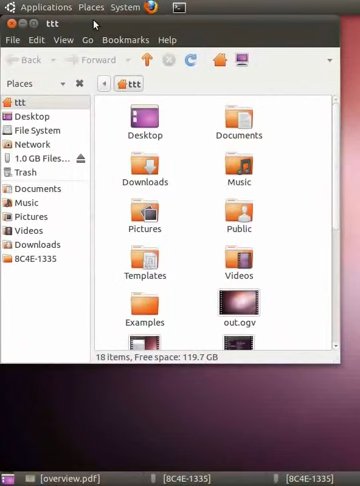 Applications Places System
ttt
File Edit View Go Bookmarks Help
Back Forward
Places ttt
ttt
Desktop
File System
Network
1.0 GB Files...
Trash
Documents
Music
Pictures
Videos
Downloads
8C4E-1335
Desktop Documents
Downloads Music
Pictures Public
Templates Videos
Examples out.ogv
18 items, Free space: 119.7 GB
[overview.pdf] [8C4E-1335] [8C4E-1335]